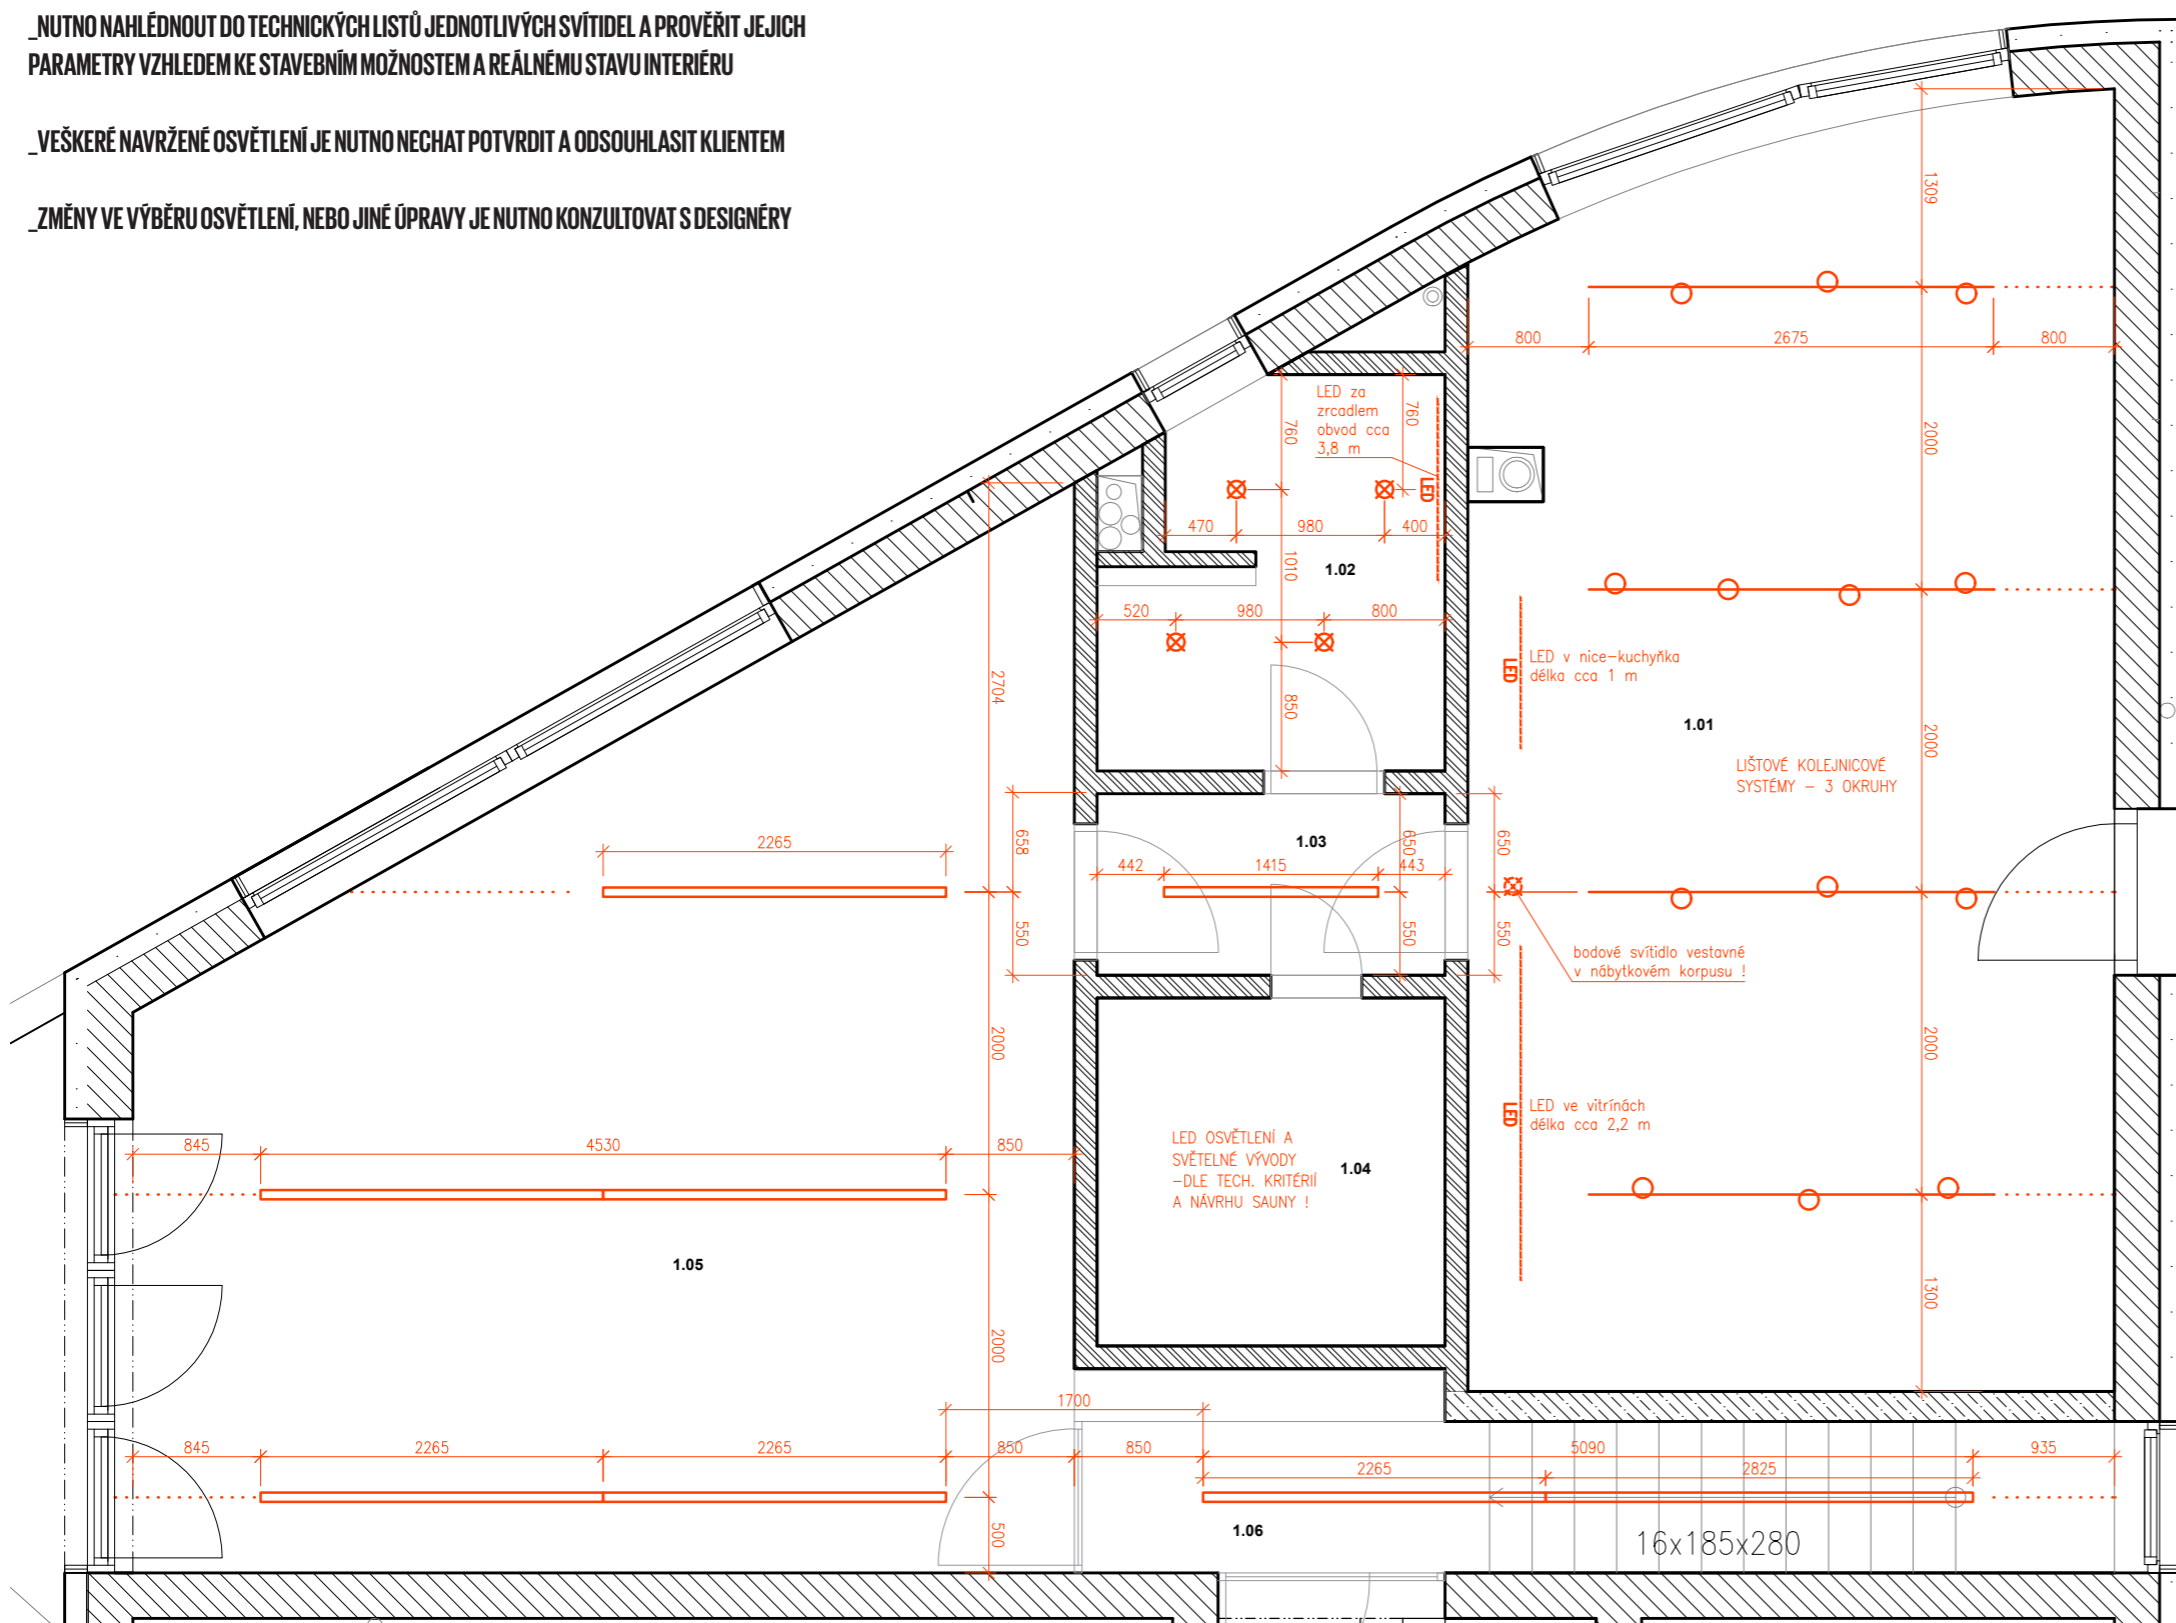 _NUTNO NAHLÉDNOUT DO TECHNICKÝCH LISTŮ JEDNOTLIVÝCH SVÍTIDEL A PROVĚŘIT JEJICH
PARAMETRY VZHLEDEM KE STAVEBNÍM MOŽNOSTEM A REÁLNÉMU STAVU INTERIÉRU
_VEŠKERÉ NAVRŽENÉ OSVĚTLENÍ JE NUTNO NECHAT POTVRDIT A ODSOUHLASIT KLIENTEM
_ZMĚNY VE VÝBĚRU OSVĚTLENÍ, NEBO JINÉ ÚPRAVY JE NUTNO KONZULTOVAT S DESIGNÉRY
1309
800
2675
800
2000
LED za
zrcadlem
obvod cca
3,8 m
760
760
LED
470
980
400
1010
1.02
520
980
800
850
2704
LED
LED v nice-kuchyňka
délka cca 1 m
1.01
2000
LIŠTOVÉ KOLEJNICOVÉ
SYSTÉMY – 3 OKRUHY
2265
658
550
1.03
442
1415
443
650
550
650
550
bodové svítidlo vestavné
v nábytkovém korpusu !
2000
2000
LED
LED ve vitrínách
délka cca 2,2 m
LED OSVĚTLENÍ A
SVĚTELNÉ VÝVODY
–DLE TECH. KRITÉRIÍ
A NÁVRHU SAUNY !
1.04
845
4530
850
1.05
1300
2000
1700
845
2265
2265
850
850
5090
935
2265
2825
500
1.06
16x185x280